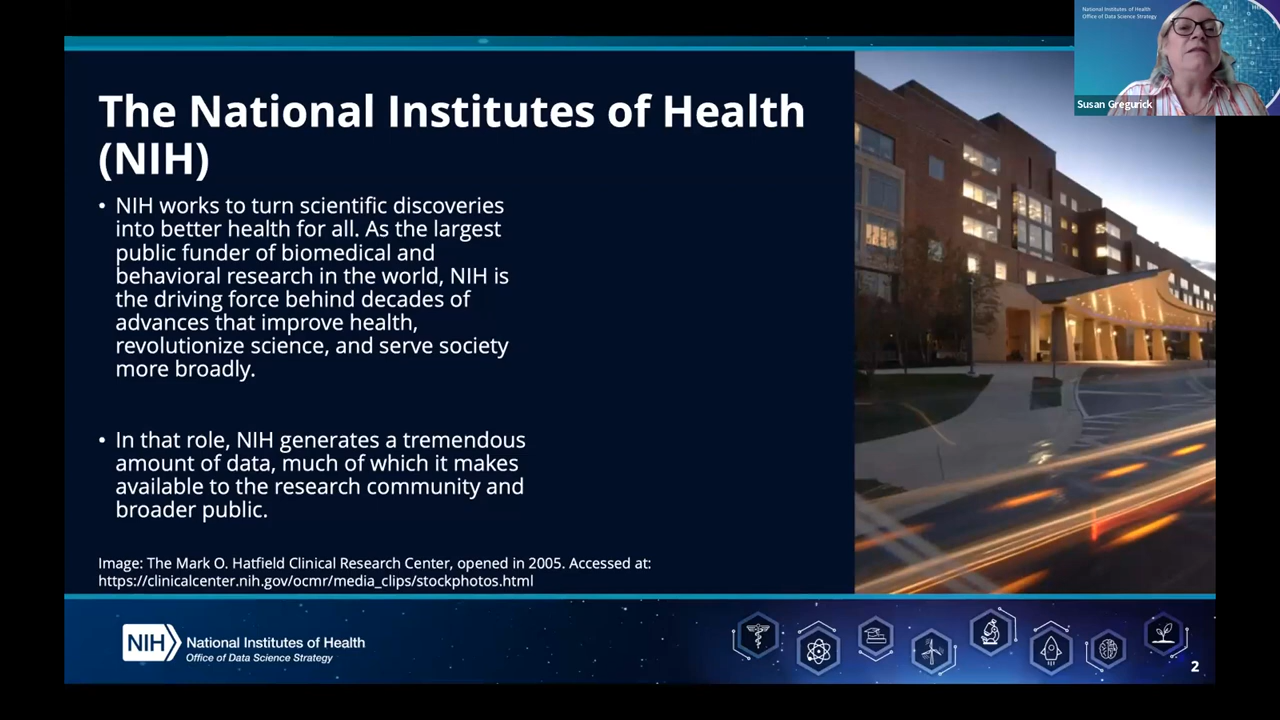 National Institutes of Health
Office of Data Science Strategy
Susan Gregurick
The National Institutes of Health
(NIH)
• NIH works to turn scientific discoveries
into better health for all. As the largest
public funder of biomedical and
behavioral research in the world, NIH is
the driving force behind decades of
advances that improve health,
revolutionize science, and serve society
more broadly.
• In that role, NIH generates a tremendous
amount of data, much of which it makes
available to the research community and
broader public.
Image: The Mark O. Hatfield Clinical Research Center, opened in 2005. Accessed at:
https://clinicalcenter.nih.gov/ocmr/media_clips/stockphotos.html
NIH
National Institutes of Health
Office of Data Science Strategy
2